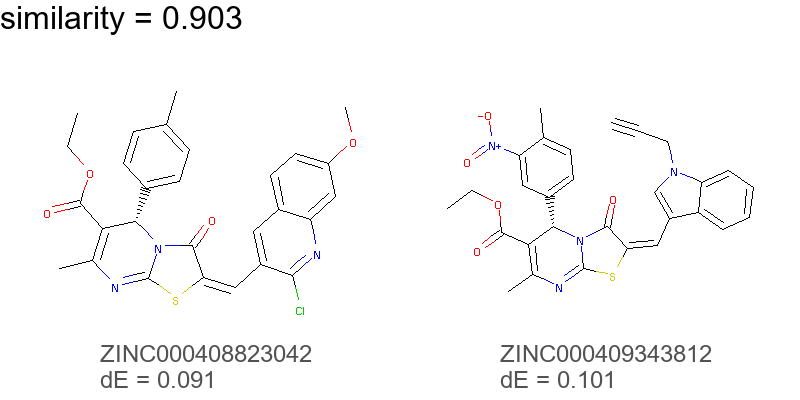 similarity = 0.903
O
O
O
N
N
S
N
Cl
O
-O
N+
O
O
O
N
N
S
O
N
ZINC000408823042
dE = 0.091
ZINC000409343812
dE = 0.101